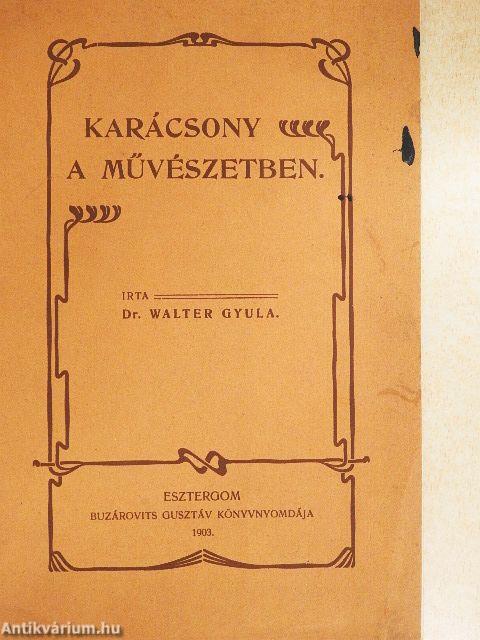 KARÁCSONY
A MŰVÉSZETBEN.
IRTA
Dr. WALTER GYULA.
ESZTERGOM
BUZÁROVITS GUSZTÁV KÖNYVNYOMDÁJA
1903.
Antikvárium.hu